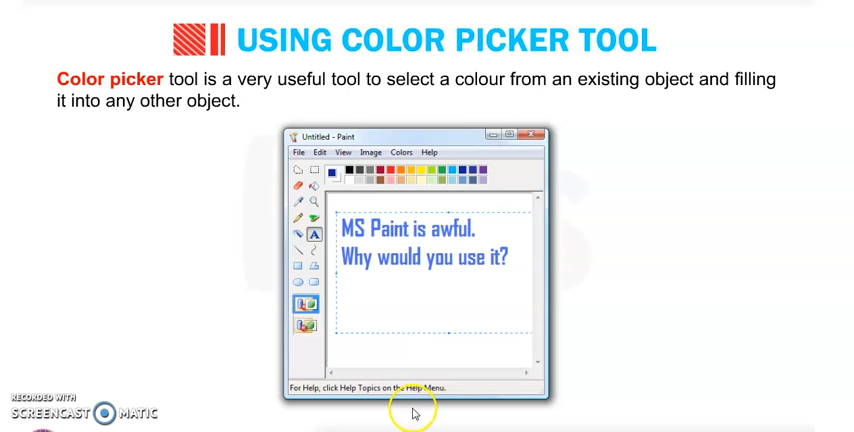 USING COLOR PICKER TOOL
Color picker tool is a very useful tool to select a colour from an existing object and filling
it into any other object.
Untitled - Paint
File Edit View Image Colors Help
A
MS Paint is awful.
Why would you use it?
For Help, click Help Topics on the Help Menu.
RECORDED WITH
SCREENCAST MATIC